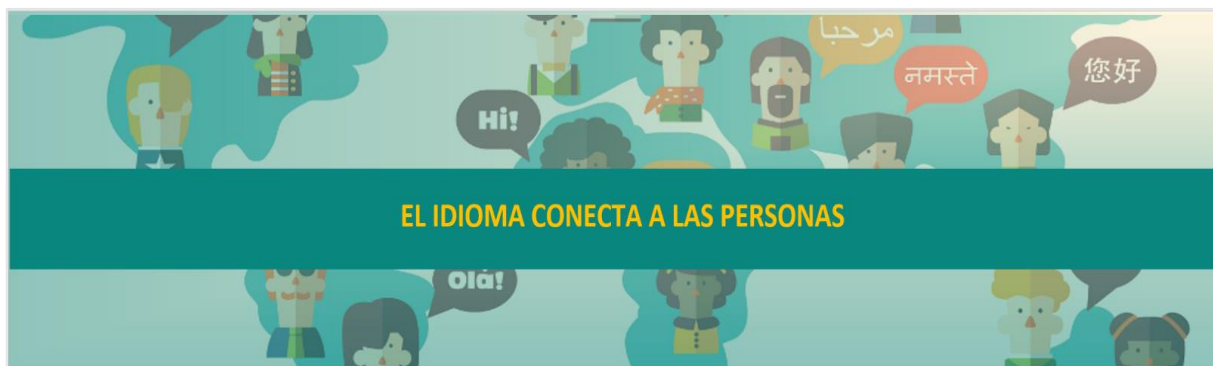 مرحبا
नमस्ते
您好
Hi!
EL IDIOMA CONECTA A LAS PERSONAS
Olá!